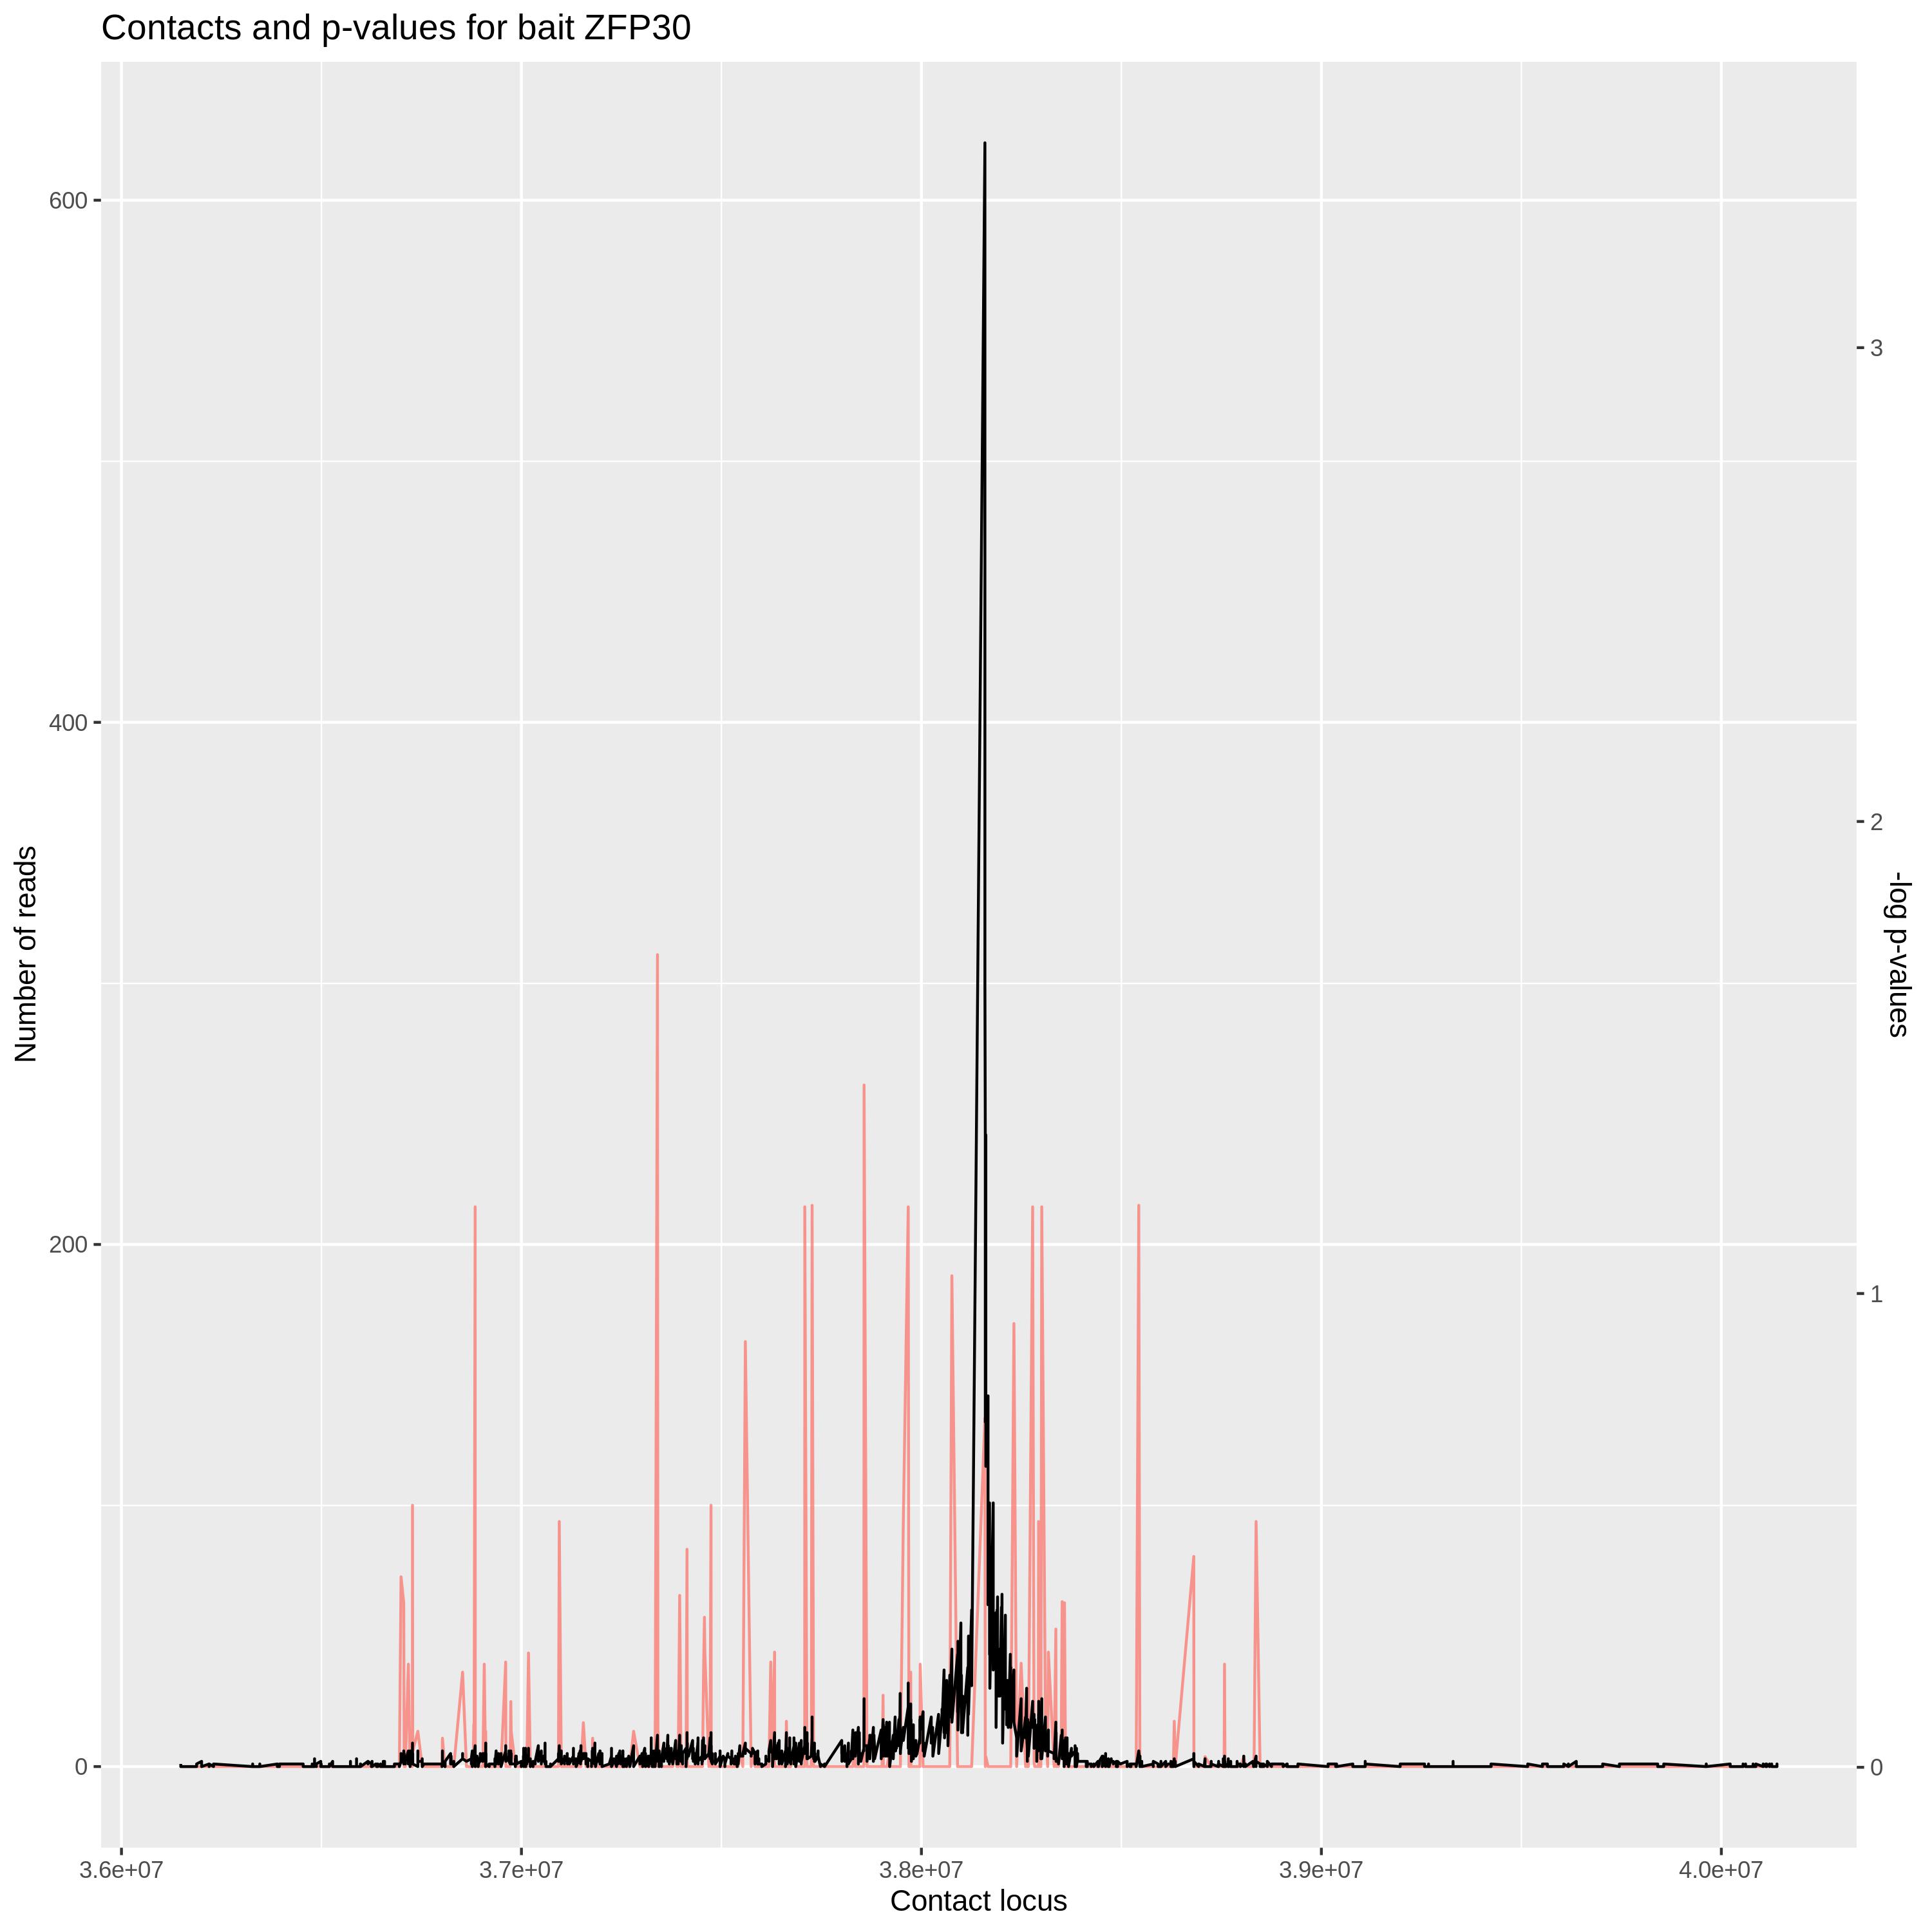 Contacts and p-values for bait ZFP30
600
400
200
0
Number of reads
3
2
1
0
-log p-values
3.6e+07
3.7e+07
3.8e+07
3.9e+07
4.0e+07
Contact locus